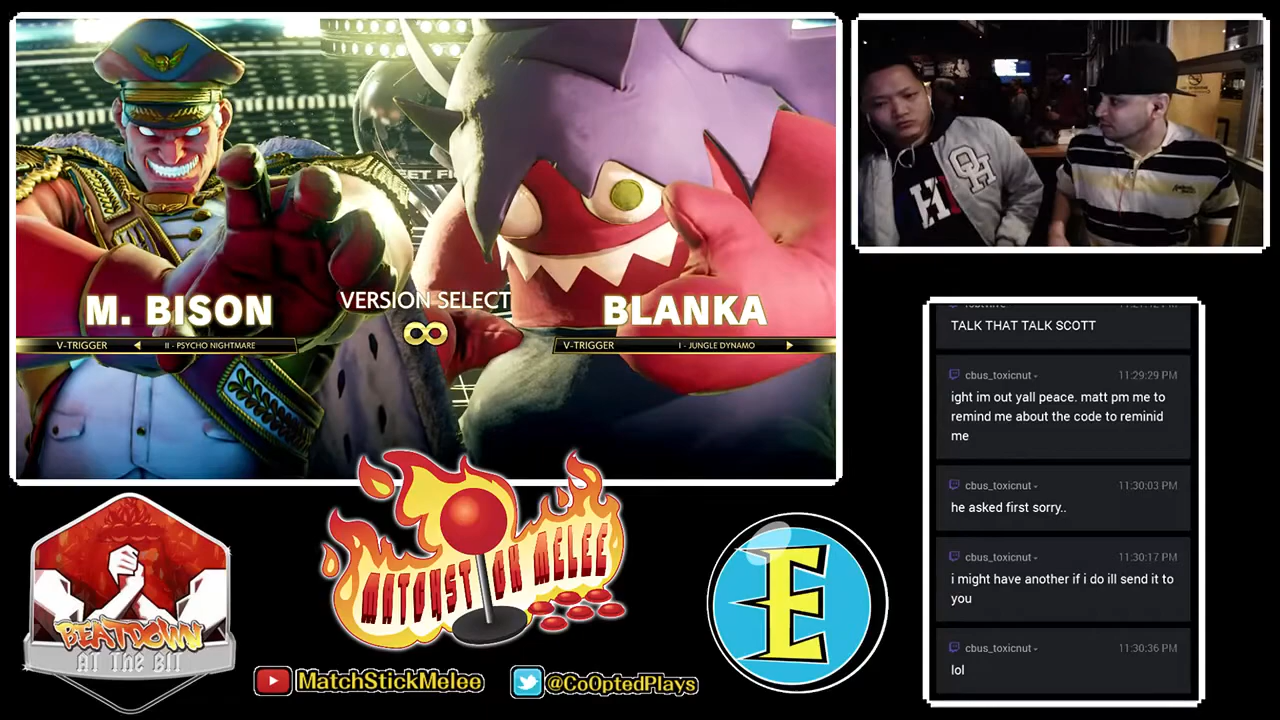 M. BISON
VERSION SELECT
BLANKA
V-TRIGGER
II - PSYCHO NIGHTMARE
V-TRIGGER
I - JUNGLE DYNAMO
OH
TALK THAT TALK SCOTT
cbus_toxicnut
11:29:29 PM
ight im out yall peace. matt pm me to
remind me about the code to reminid
me
cbus_toxicnut
11:30:03 PM
he asked first sorry..
cbus_toxicnut
11:30:17 PM
i might have another if i do ill send it to
you
cbus_toxicnut
11:30:36 PM
lol
BEATDOWN
AT THE BIT
MATCHSTICK MELEE
E
MatchStickMelee
@CoOptedPlays